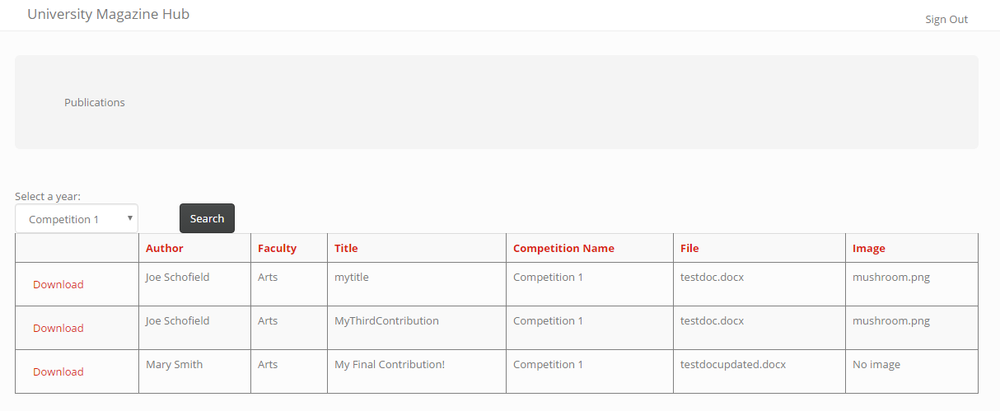 University Magazine Hub
Sign Out
Publications
Select a year:
Competition 1
Search
Author Faculty Title Competition Name File Image
Download Joe Schofield Arts mytitle Competition 1 testdoc.docx mushroom.png
Download Joe Schofield Arts MyThirdContribution Competition 1 testdoc.docx mushroom.png
Download Mary Smith Arts My Final Contribution! Competition 1 testdocupdated.docx No image